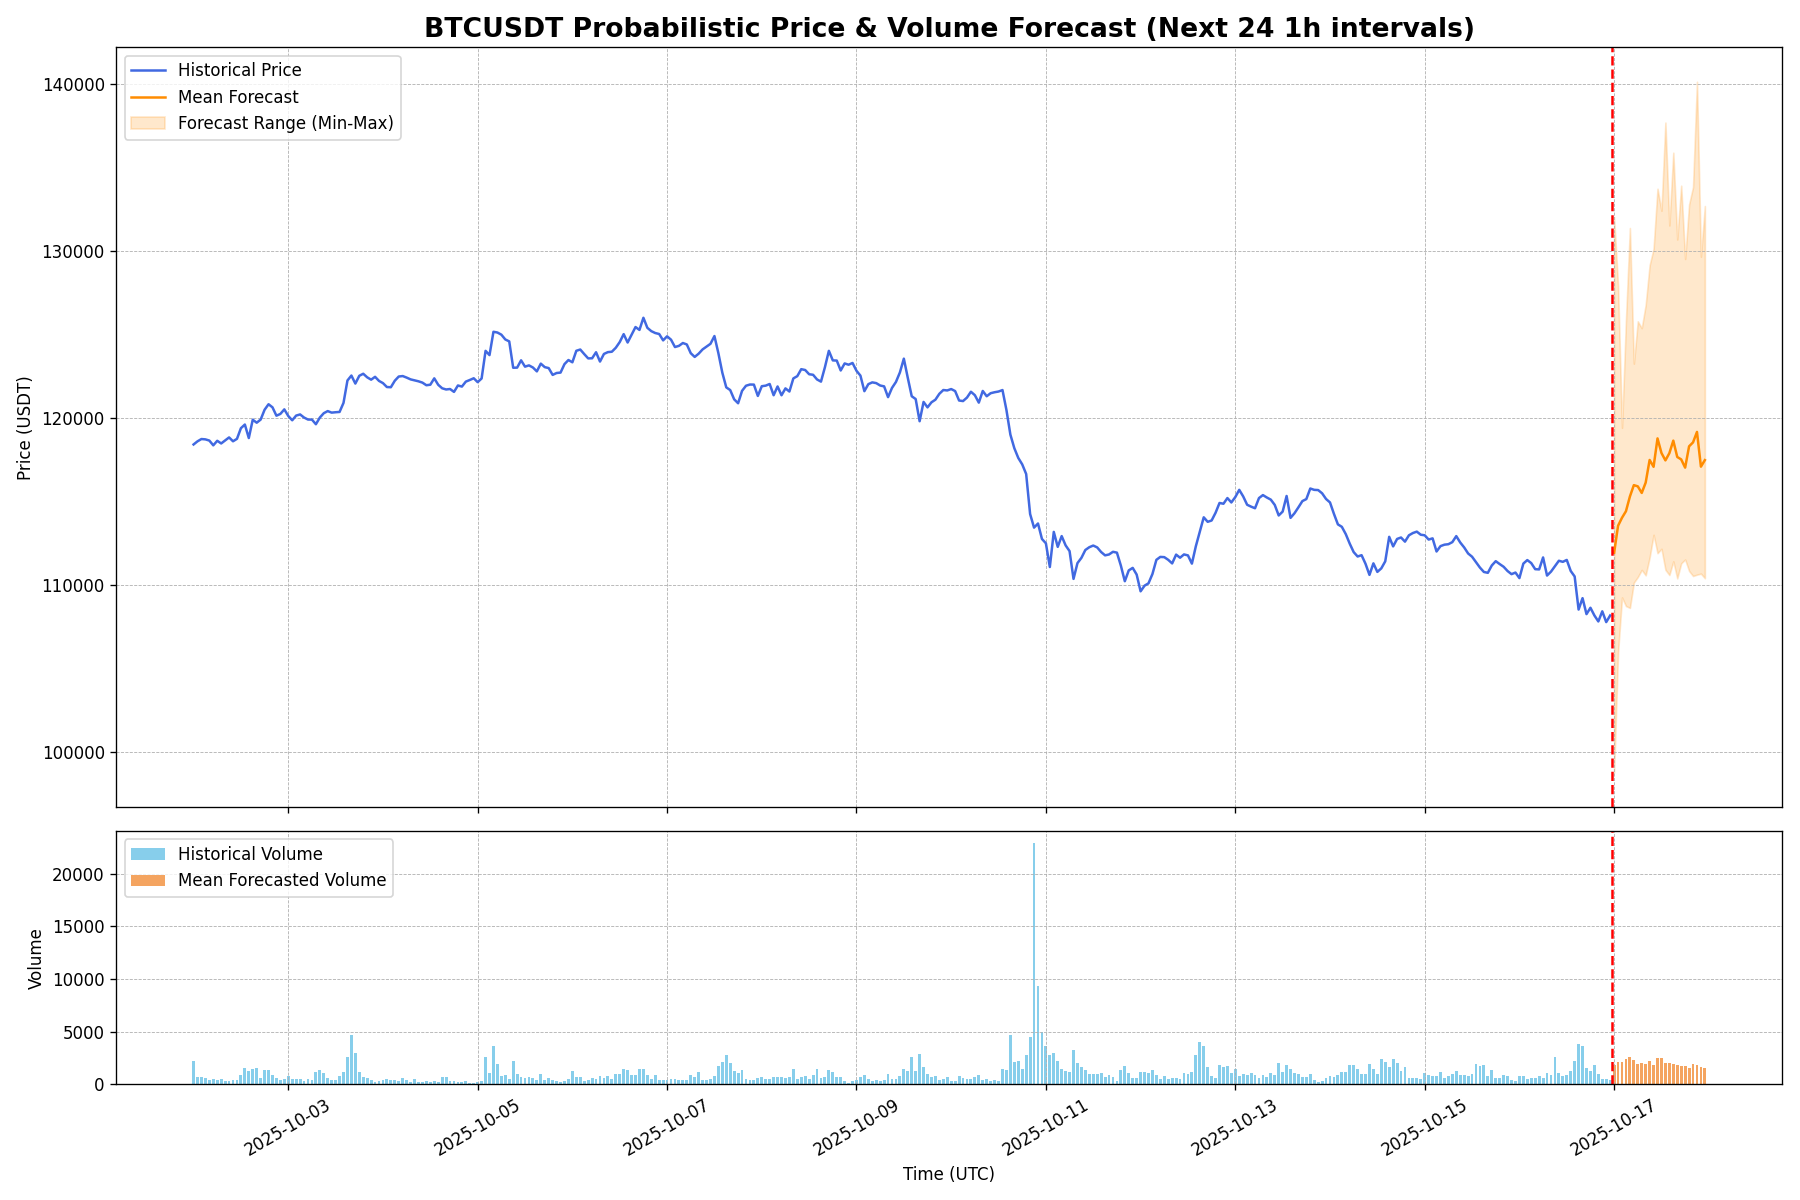 BTCUSDT Probabilistic Price & Volume Forecast (Next 24 1h intervals)
Historical Price
Mean Forecast
Forecast Range (Min-Max)
140000
130000
120000
110000
100000
Price (USDT)
Historical Volume
Mean Forecasted Volume
20000
15000
10000
5000
0
Volume
2025-10-03
2025-10-05
2025-10-07
2025-10-09
2025-10-11
2025-10-13
2025-10-15
2025-10-17
Time (UTC)